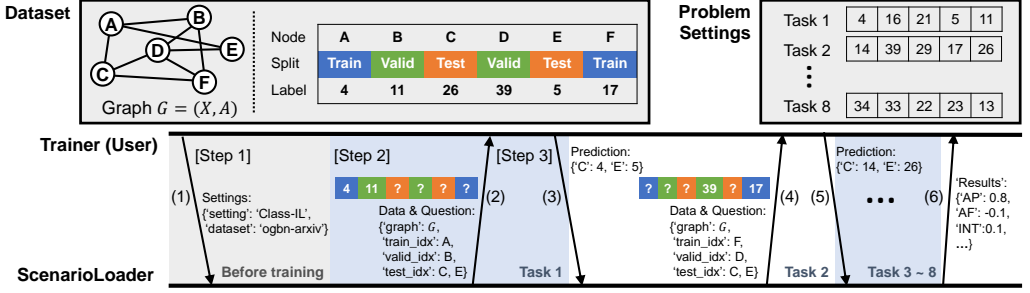 Dataset
A
B
C
D
E
F
Graph G = (X, A)
Node A B C D E F
Split Train Valid Test Valid Test Train
Label 4 11 26 39 5 17
Problem
Settings
Task 1 4 16 21 5 11
Task 2 14 39 29 17 26
Task 8 34 33 22 23 13
Trainer (User)
ScenarioLoader
(1)
[Step 1]
Settings:
{'setting': 'Class-IL',
'dataset': 'ogbn-arxiv'}
Before training
[Step 2]
4 11 ? ? ? ?
Data & Question:
{'graph': G,
'train_idx': A,
'valid_idx': B,
'test_idx': C, E}
(2)
[Step 3]
Task 1
(3)
Prediction:
{'C': 4, 'E': 5}
? ? ? 39 ? 17
Data & Question:
{'graph': G,
'train_idx': F,
'valid_idx': D,
'test_idx': C, E}
(4)
Task 2
(5)
Prediction:
{'C': 14, 'E': 26}
...
Task 3 ~ 8
(6)
'Results':
{'AP': 0.8,
'AF': -0.1,
'INT':0.1,
...}